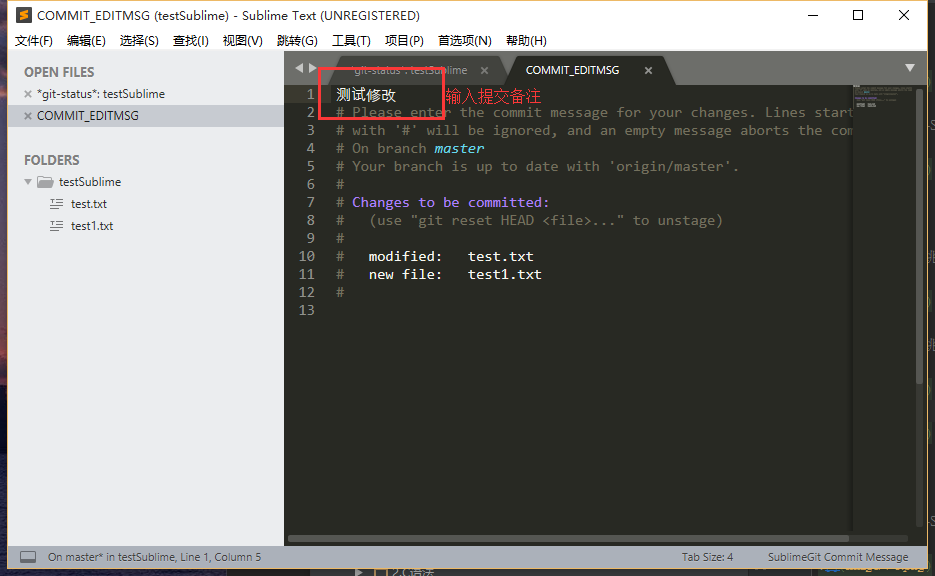 COMMIT_EDITMSG (testSublime) - Sublime Text (UNREGISTERED)
文件(F) 编辑(E) 选择(S) 查找(I) 视图(V) 跳转(G) 工具(T) 项目(P) 首选项(N) 帮助(H)
OPEN FILES
*git-status*: testSublime
COMMIT_EDITMSG
FOLDERS
testSublime
test.txt
test1.txt
*git-status*: testSublime
COMMIT_EDITMSG
1 测试修改 输入提交备注
2 # Please enter the commit message for your changes. Lines start
3 # with '#' will be ignored, and an empty message aborts the com
4 # On branch master
5 # Your branch is up to date with 'origin/master'.
6 #
7 # Changes to be committed:
8 # (use "git reset HEAD <file>..." to unstage)
9 #
10 # modified: test.txt
11 # new file: test1.txt
12 #
13
On master* in testSublime, Line 1, Column 5
Tab Size: 4
SublimeGit Commit Message